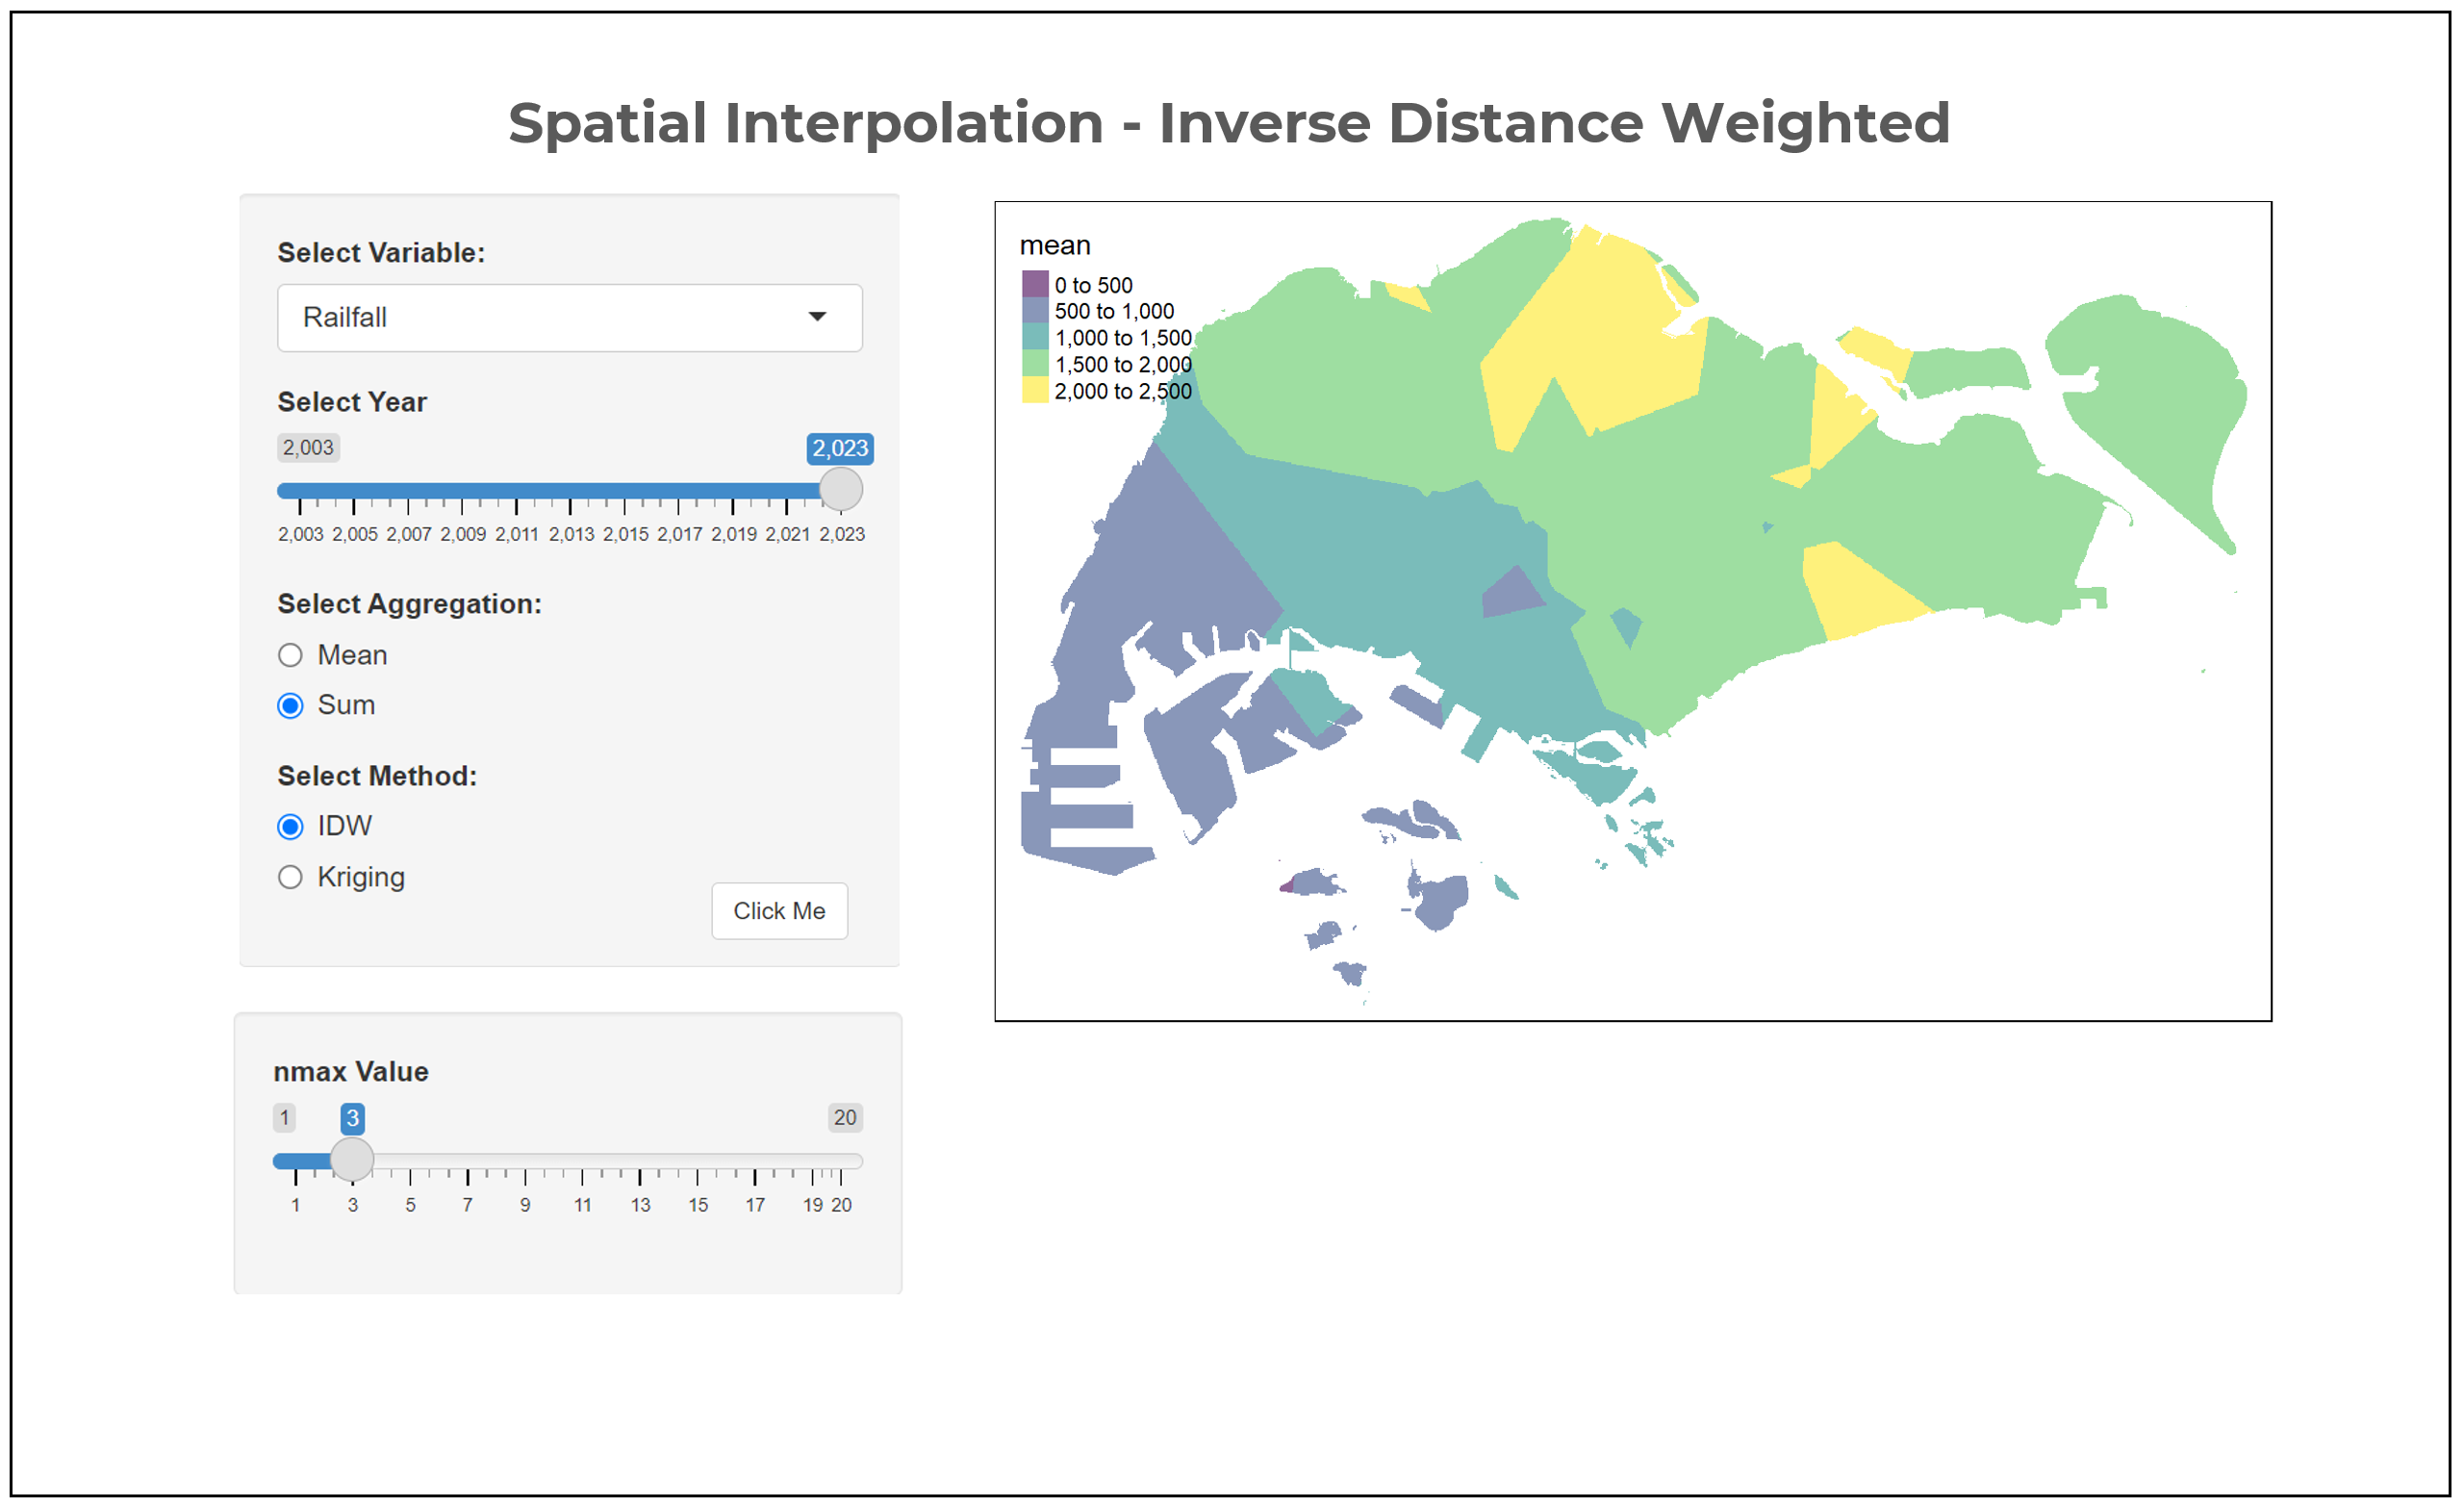 Spatial Interpolation - Inverse Distance Weighted
Select Variable:
Railfall
Select Year
2,003
2,023
2,003 2,005 2,007 2,009 2,011 2,013 2,015 2,017 2,019 2,021 2,023
Select Aggregation:
Mean
Sum
Select Method:
IDW
Kriging
Click Me
nmax Value
1 3 20
1 3 5 7 9 11 13 15 17 19 20
mean
0 to 500
500 to 1,000
1,000 to 1,500
1,500 to 2,000
2,000 to 2,500